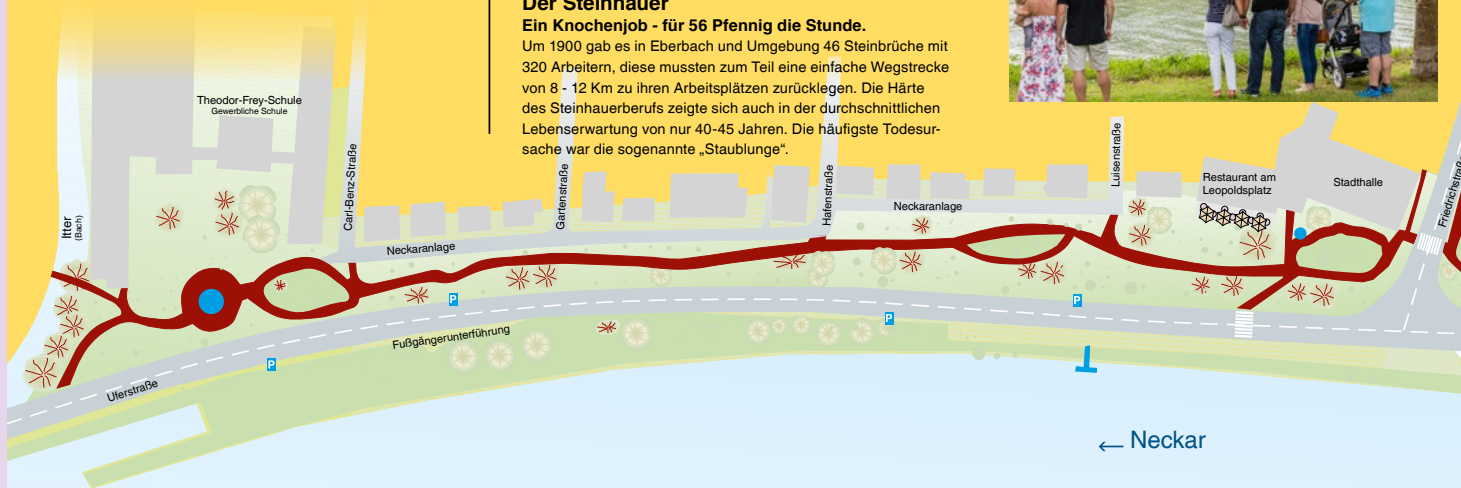 Der Steinhauer
Ein Knochenjob - für 56 Pfennig die Stunde.
Um 1900 gab es in Eberbach und Umgebung 46 Steinbrüche mit
320 Arbeitern, diese mussten zum Teil eine einfache Wegstrecke
von 8 - 12 Km zu ihren Arbeitsplätzen zurücklegen. Die Härte
des Steinhauerberufs zeigte sich auch in der durchschnittlichen
Lebenserwartung von nur 40-45 Jahren. Die häufigste Todesur-
sache war die sogenannte „Staublunge“.
Theodor-Frey-Schule
Gewerbliche Schule
Itter
(Bach)
Carl-Benz-Straße
Gartenstraße
Hafenstraße
Luisenstraße
Restaurant am
Leopoldsplatz
Stadthalle
Friedrichstraße
Neckaranlage
Neckaranlage
P
P
P
P
Fußgängerunterführung
Uferstraße
← Neckar